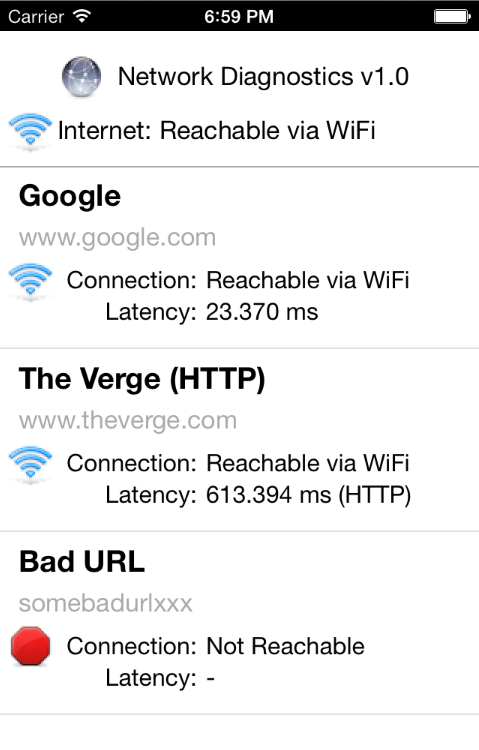 Carrier 6:59 PM
Network Diagnostics v1.0
Internet: Reachable via WiFi
Google
www.google.com
Connection: Reachable via WiFi
Latency: 23.370 ms
The Verge (HTTP)
www.theverge.com
Connection: Reachable via WiFi
Latency: 613.394 ms (HTTP)
Bad URL
somebadurlxxx
Connection: Not Reachable
Latency: -